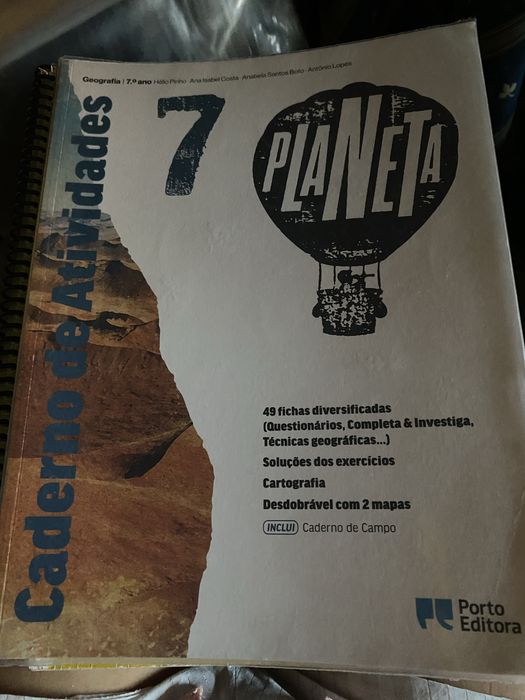 Geografia / 7.º ano Hélio Pinho · Ana Isabel Costa · Anabela Santos Boto · António Lopes
Caderno de Atividades
7
PLANETA
49 fichas diversificadas
(Questionários, Completa & Investiga,
Técnicas geográficas...)
Soluções dos exercícios
Cartografia
Desdobrável com 2 mapas
INCLUI Caderno de Campo
Porto
Editora